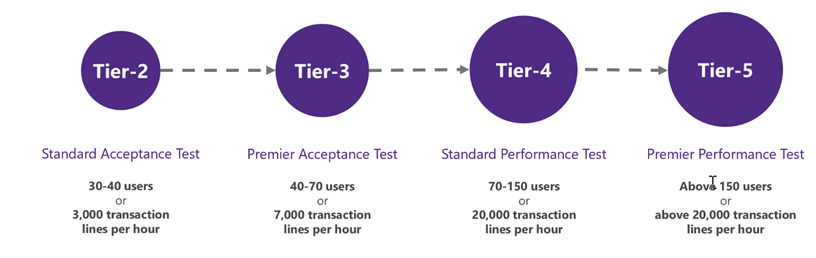 Tier-2
Tier-3
Tier-4
Tier-5
Standard Acceptance Test
Premier Acceptance Test
Standard Performance Test
Premier Performance Test
30-40 users
or
3,000 transaction
lines per hour
40-70 users
or
7,000 transaction
lines per hour
70-150 users
or
20,000 transaction
lines per hour
Above 150 users
or
above 20,000 transaction
lines per hour